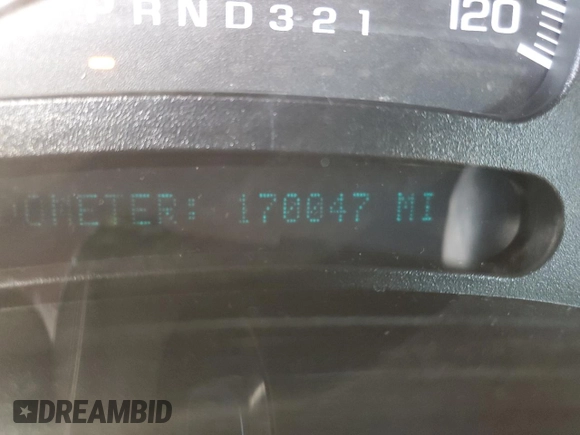 P R N D 3 2 1 120
OMETER: 170047 MI
DREAMBID